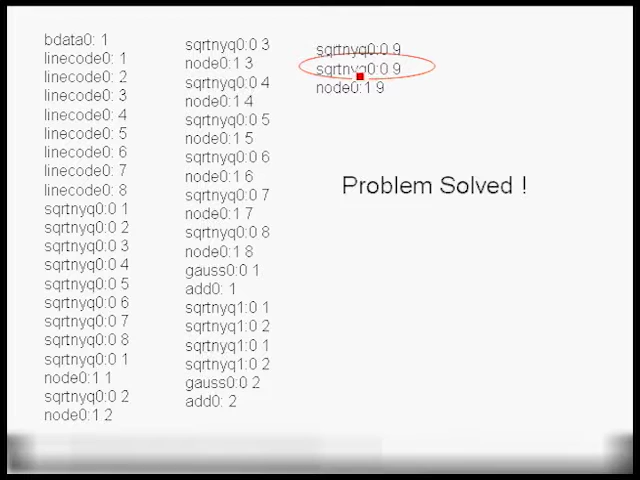 bdata0: 1
linecode0: 1
linecode0: 2
linecode0: 3
linecode0: 4
linecode0: 5
linecode0: 6
linecode0: 7
linecode0: 8
sqrtnyq0:0 1
sqrtnyq0:0 2
sqrtnyq0:0 3
sqrtnyq0:0 4
sqrtnyq0:0 5
sqrtnyq0:0 6
sqrtnyq0:0 7
sqrtnyq0:0 8
sqrtnyq0:0 1
node0:1 1
sqrtnyq0:0 2
node0:1 2
sqrtnyq0:0 3
node0:1 3
sqrtnyq0:0 4
node0:1 4
sqrtnyq0:0 5
node0:1 5
sqrtnyq0:0 6
node0:1 6
sqrtnyq0:0 7
node0:1 7
sqrtnyq0:0 8
node0:1 8
gauss0:0 1
add0: 1
sqrtnyq1:0 1
sqrtnyq1:0 2
sqrtnyq1:0 1
sqrtnyq1:0 2
gauss0:0 2
add0: 2
sqrtnyq0:0 9
sqrtnyq0:0 9
node0:1 9
Problem Solved !